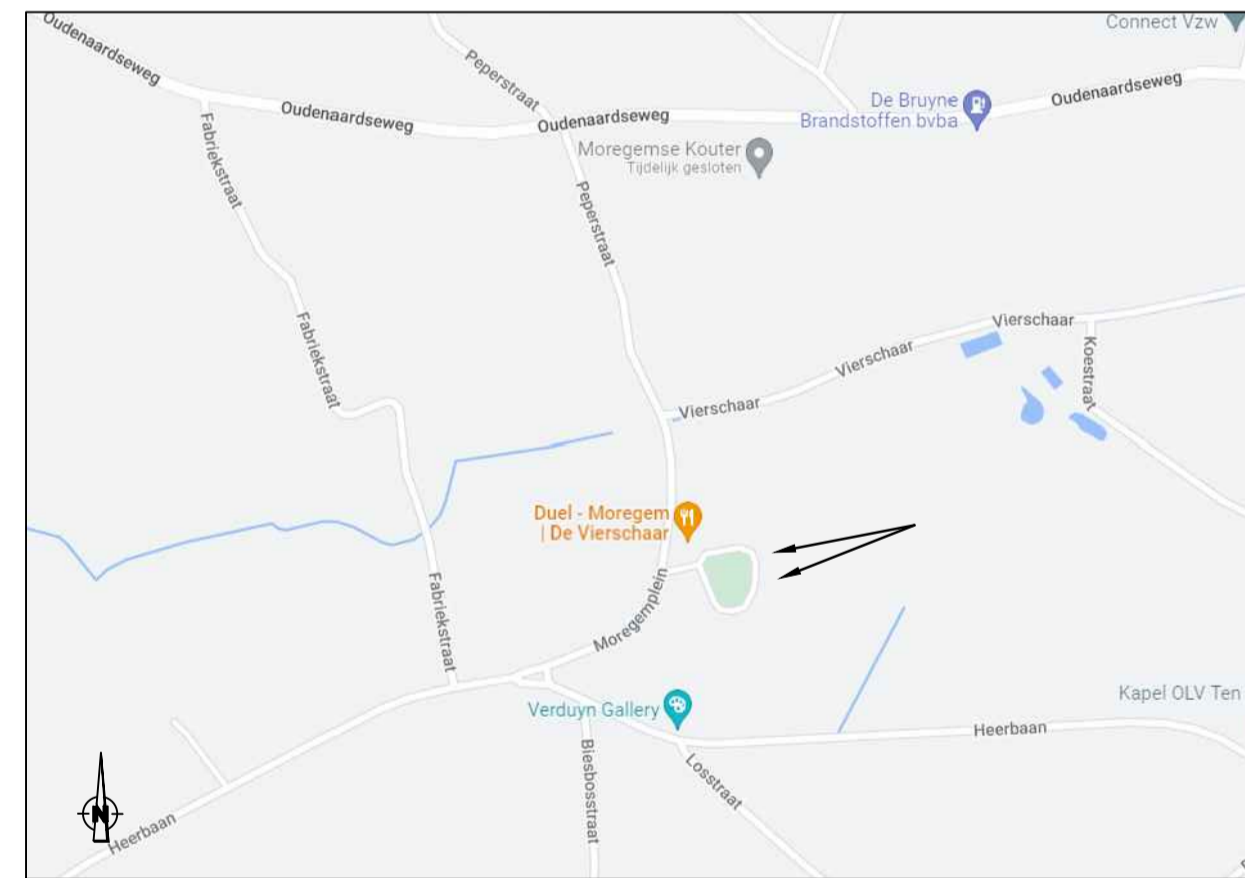 Connect Vzw
Oudenaardseweg
Peperstraat
De Bruyne
Brandstoffen bvba
Oudenaardseweg
Oudenaardseweg
Oudenaardseweg
Fabriekstraat
Moregemse Kouter
Tijdelijk gesloten
Peperstraat
Vierschaar
Fabriekstraat
Vierschaar
Koestraat
Vierschaar
Duel - Moregem
| De Vierschaar
Fabriekstraat
Moregemplein
Kapel OLV Ten
Verduyn Gallery
Heerbaan
Biesbosstraat
Losstraat
N
Heerbaan